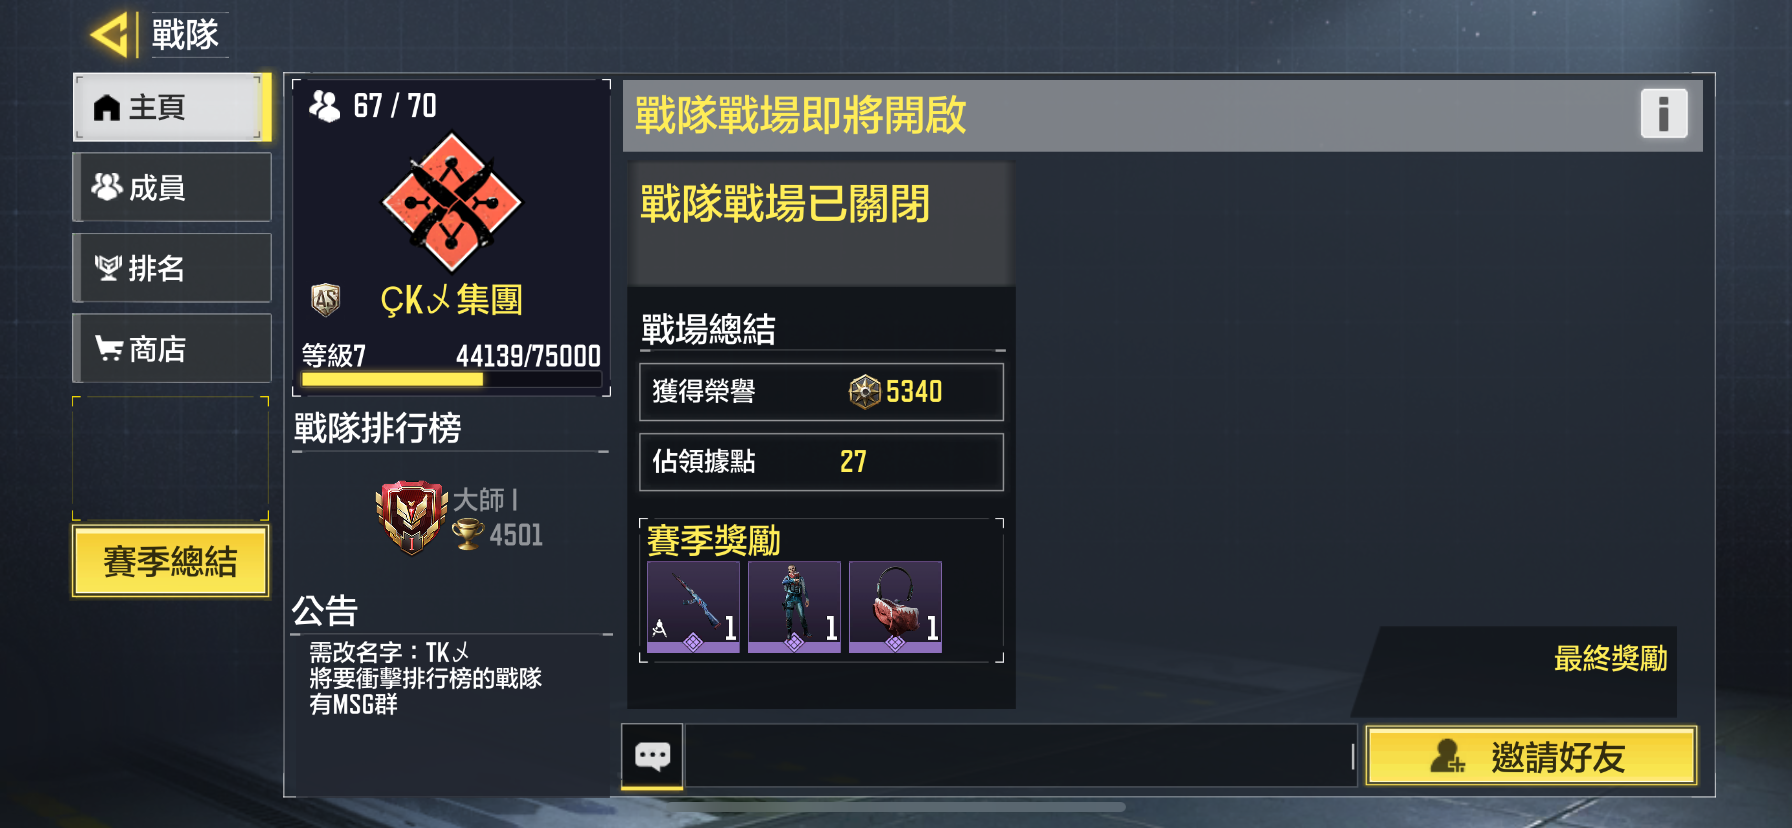 戰隊
主頁
成員
排名
商店
賽季總結
67 / 70
AS
ÇK乄集團
等級7
44139/75000
戰隊排行榜
大師 I
I
4501
公告
需改名字：TK乄
將要衝擊排行榜的戰隊
有MSG群
戰隊戰場即將開啟
i
戰隊戰場已關閉
戰場總結
獲得榮譽
5340
佔領據點
27
賽季獎勵
1
1
1
最終獎勵
邀請好友